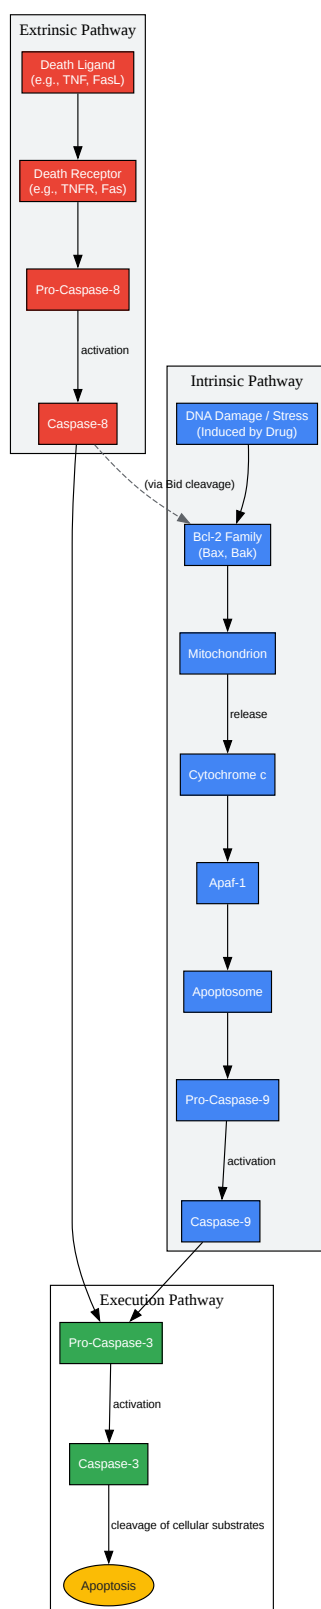 Extrinsic Pathway
Death Ligand
(e.g., TNF, FasL)
Death Receptor
(e.g., TNFR, Fas)
Pro-Caspase-8
activation
Caspase-8
Intrinsic Pathway
DNA Damage / Stress
(Induced by Drug)
(via Bid cleavage)
Bcl-2 Family
(Bax, Bak)
Mitochondrion
release
Cytochrome c
Apaf-1
Apoptosome
Pro-Caspase-9
activation
Caspase-9
Execution Pathway
Pro-Caspase-3
activation
Caspase-3
cleavage of cellular substrates
Apoptosis